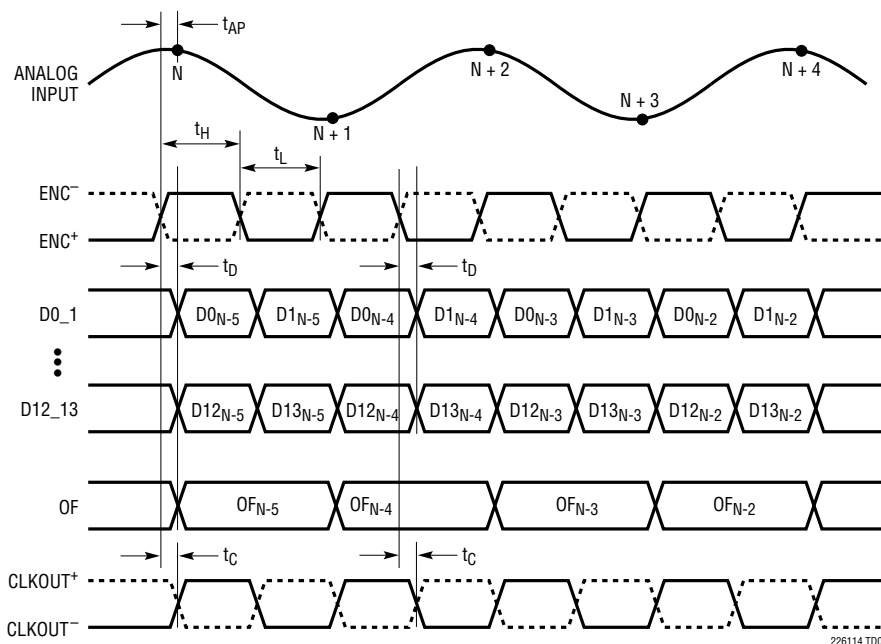 t_AP
ANALOG
INPUT
N
N + 1
N + 2
N + 3
N + 4
t_H
t_L
ENC⁻
ENC⁺
t_D
t_D
D0_1
D0_N-5
D1_N-5
D0_N-4
D1_N-4
D0_N-3
D1_N-3
D0_N-2
D1_N-2
D12_13
D12_N-5
D13_N-5
D12_N-4
D13_N-4
D12_N-3
D13_N-3
D12_N-2
D13_N-2
OF
OF_N-5
OF_N-4
OF_N-3
OF_N-2
t_C
t_C
CLKOUT⁺
CLKOUT⁻